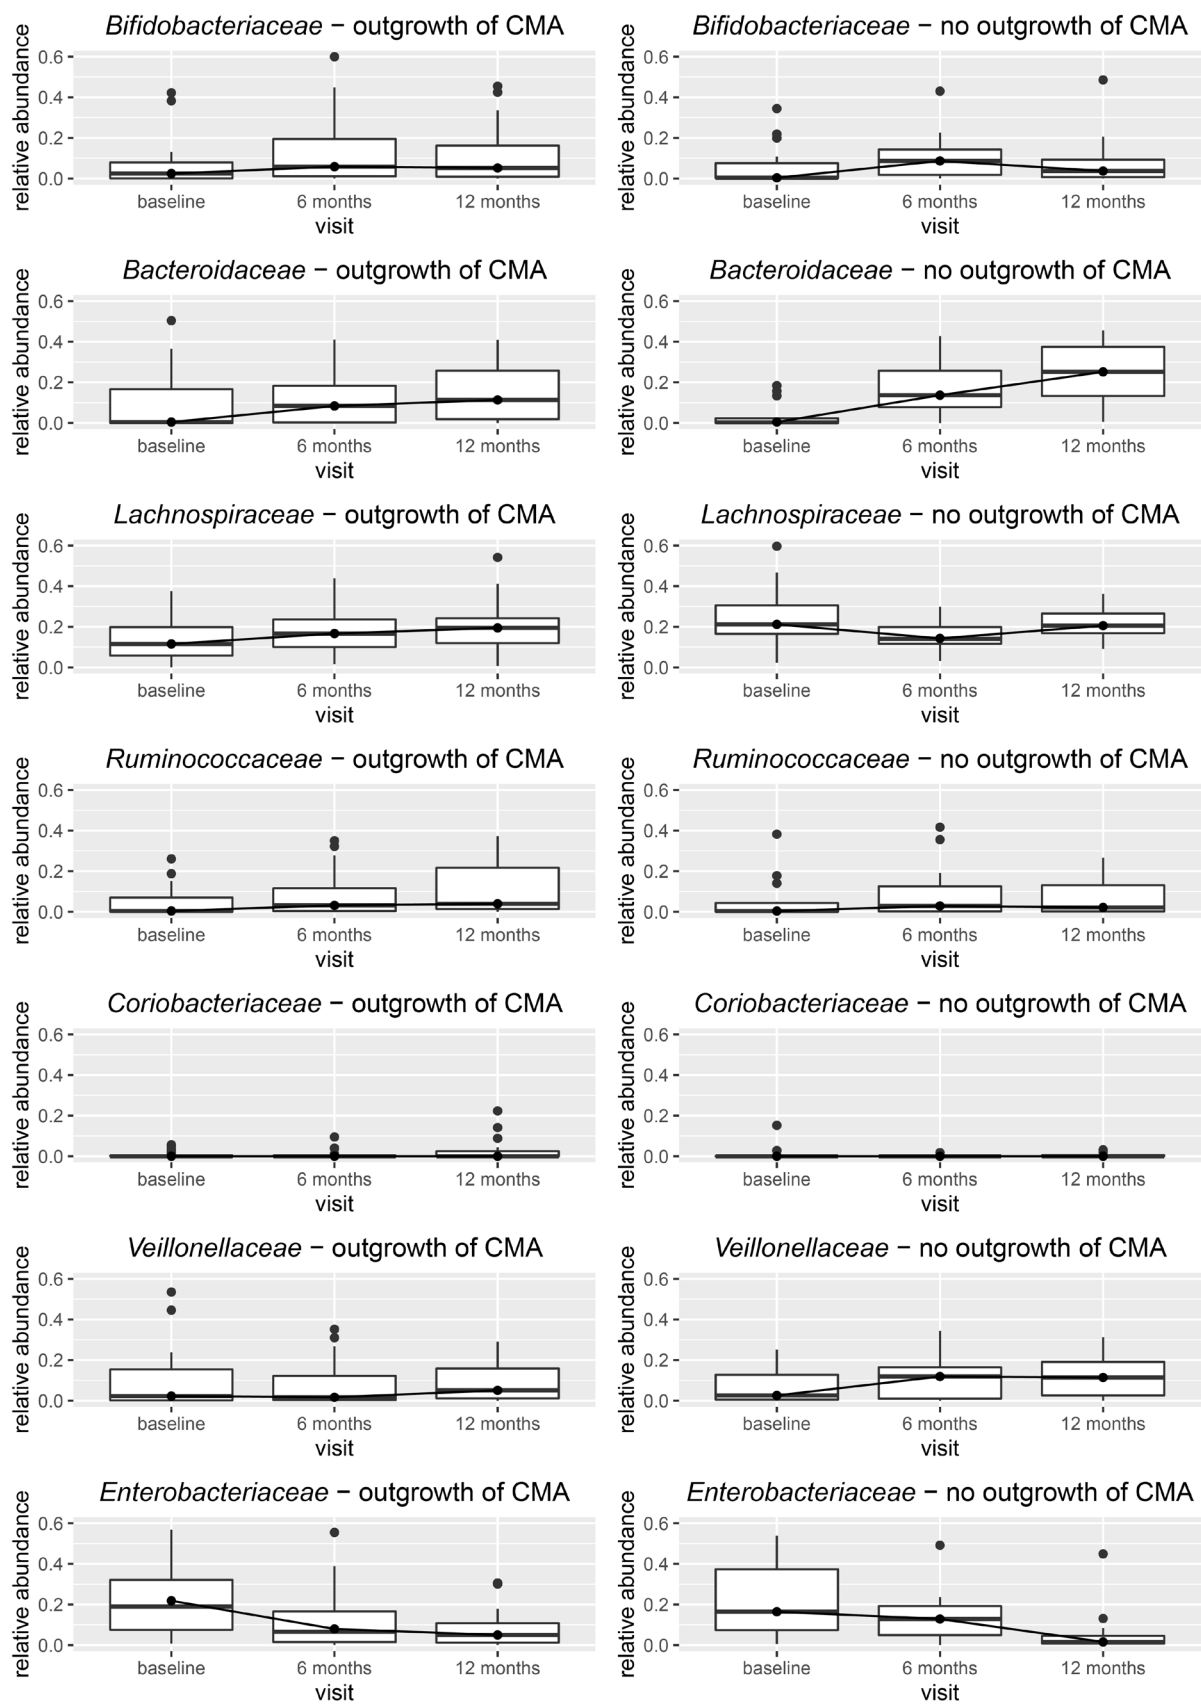 Bifidobacteriaceae − outgrowth of CMA
relative abundance
0.6
0.4
0.2
0.0
baseline 6 months 12 months
visit
Bifidobacteriaceae − no outgrowth of CMA
relative abundance
0.6
0.4
0.2
0.0
baseline 6 months 12 months
visit
Bacteroidaceae − outgrowth of CMA
relative abundance
0.6
0.4
0.2
0.0
baseline 6 months 12 months
visit
Bacteroidaceae − no outgrowth of CMA
relative abundance
0.6
0.4
0.2
0.0
baseline 6 months 12 months
visit
Lachnospiraceae − outgrowth of CMA
relative abundance
0.6
0.4
0.2
0.0
baseline 6 months 12 months
visit
Lachnospiraceae − no outgrowth of CMA
relative abundance
0.6
0.4
0.2
0.0
baseline 6 months 12 months
visit
Ruminococcaceae − outgrowth of CMA
relative abundance
0.6
0.4
0.2
0.0
baseline 6 months 12 months
visit
Ruminococcaceae − no outgrowth of CMA
relative abundance
0.6
0.4
0.2
0.0
baseline 6 months 12 months
visit
Coriobacteriaceae − outgrowth of CMA
relative abundance
0.6
0.4
0.2
0.0
baseline 6 months 12 months
visit
Coriobacteriaceae − no outgrowth of CMA
relative abundance
0.6
0.4
0.2
0.0
baseline 6 months 12 months
visit
Veillonellaceae − outgrowth of CMA
relative abundance
0.6
0.4
0.2
0.0
baseline 6 months 12 months
visit
Veillonellaceae − no outgrowth of CMA
relative abundance
0.6
0.4
0.2
0.0
baseline 6 months 12 months
visit
Enterobacteriaceae − outgrowth of CMA
relative abundance
0.6
0.4
0.2
0.0
baseline 6 months 12 months
visit
Enterobacteriaceae − no outgrowth of CMA
relative abundance
0.6
0.4
0.2
0.0
baseline 6 months 12 months
visit